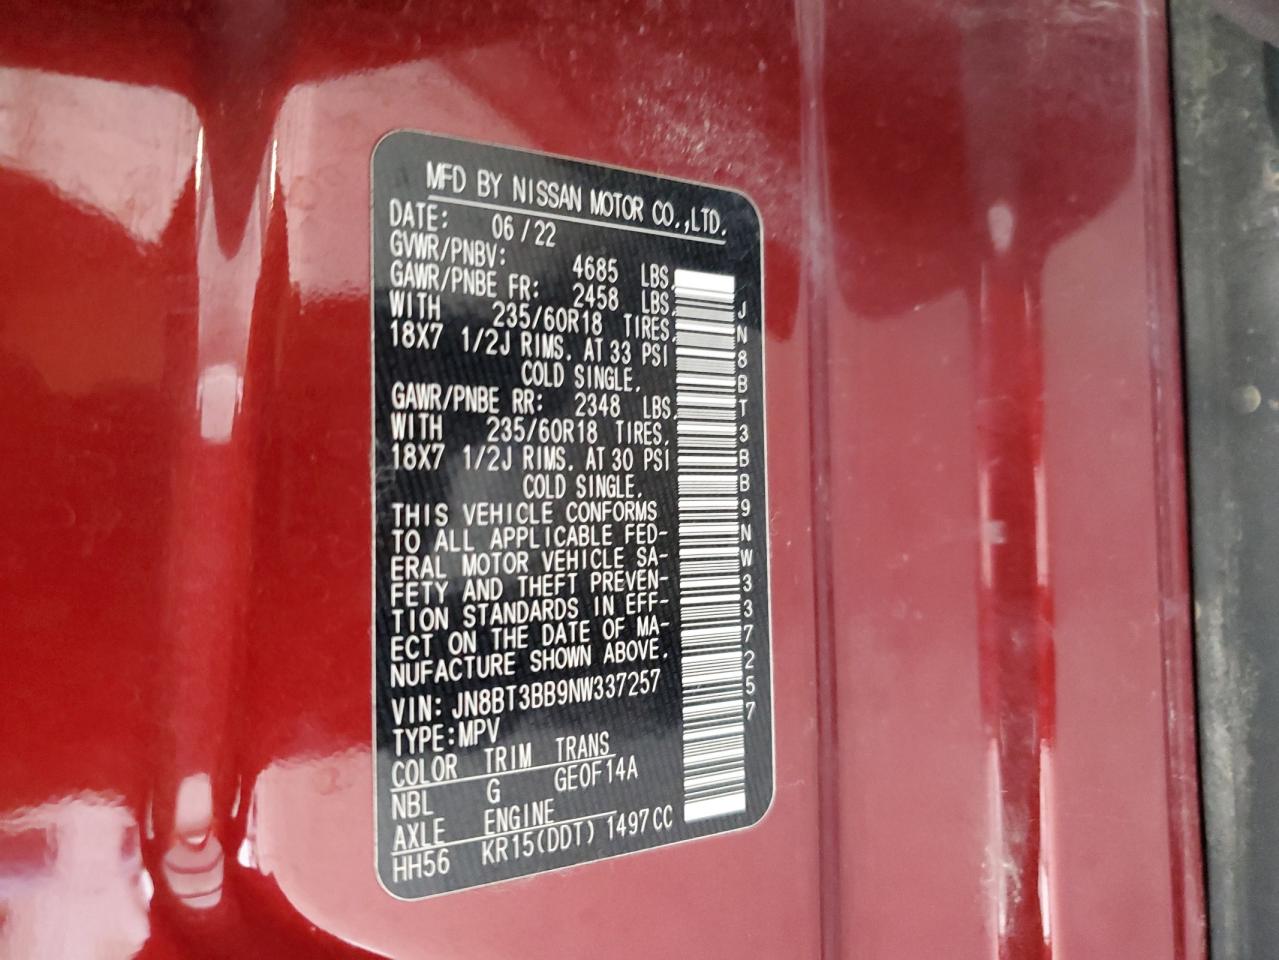 MFD BY NISSAN MOTOR CO.,LTD.
DATE: 06/22
GVWR/PNBV: 4685 LBS.
GAWR/PNBE FR: 2458 LBS.
WITH 235/60R18 TIRES,
18X7 1/2J RIMS. AT 33 PSI
COLD SINGLE.
GAWR/PNBE RR: 2348 LBS.
WITH 235/60R18 TIRES,
18X7 1/2J RIMS. AT 30 PSI
COLD SINGLE.
THIS VEHICLE CONFORMS
TO ALL APPLICABLE FED-
ERAL MOTOR VEHICLE SA-
FETY AND THEFT PREVEN-
TION STANDARDS IN EFF-
ECT ON THE DATE OF MA-
NUFACTURE SHOWN ABOVE.
VIN: JN8BT3BB9NW337257
TYPE:MPV
COLOR TRIM TRANS
NBL G GE0F14A
AXLE ENGINE
HH56 KR15(DDT) 1497CC
JN8BT3BB9NW337257